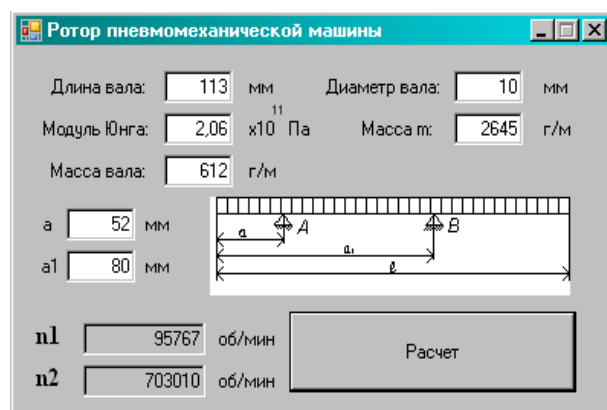 Ротор пневмомеханической машины
Длина вала: 113 мм Диаметр вала: 10 мм
Модуль Юнга: 2,06 x10 11 Па Масса m: 2645 г/м
Масса вала: 612 г/м
a 52 мм
a1 80 мм
a A B
a₁
ℓ
n1 95767 об/мин
n2 703010 об/мин
Расчет